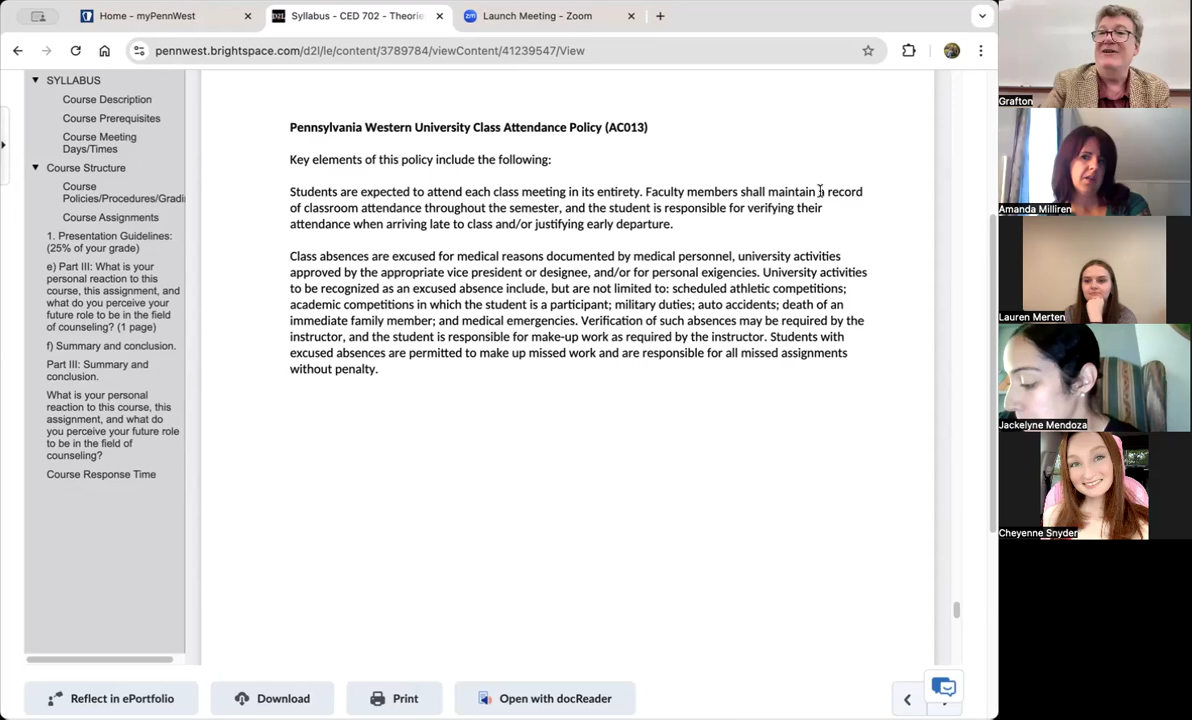 Home - myPennWest
Syllabus - CED 702 - Theorie
Launch Meeting - Zoom
pennwest.brightspace.com/d2l/le/content/3789784/viewContent/41239547/View
SYLLABUS
Course Description
Course Prerequisites
Course Meeting
Days/Times
Course Structure
Course
Policies/Procedures/Gradi
Course Assignments
1. Presentation Guidelines:
(25% of your grade)
e) Part III: What is your
personal reaction to this
course, this assignment, and
what do you perceive your
future role to be in the field
of counseling? (1 page)
f) Summary and conclusion.
Part III: Summary and
conclusion.
What is your personal
reaction to this course, this
assignment, and what do
you perceive your future role
to be in the field of
counseling?
Course Response Time
Pennsylvania Western University Class Attendance Policy (AC013)
Key elements of this policy include the following:
Students are expected to attend each class meeting in its entirety. Faculty members shall maintain a record
of classroom attendance throughout the semester, and the student is responsible for verifying their
attendance when arriving late to class and/or justifying early departure.
Class absences are excused for medical reasons documented by medical personnel, university activities
approved by the appropriate vice president or designee, and/or for personal exigencies. University activities
to be recognized as an excused absence include, but are not limited to: scheduled athletic competitions;
academic competitions in which the student is a participant; military duties; auto accidents; death of an
immediate family member; and medical emergencies. Verification of such absences may be required by the
instructor, and the student is responsible for make-up work as required by the instructor. Students with
excused absences are permitted to make up missed work and are responsible for all missed assignments
without penalty.
Reflect in ePortfolio
Download
Print
Open with docReader
Grafton
Amanda Milliren
Lauren Merten
Jackelyne Mendoza
Cheyenne Snyder